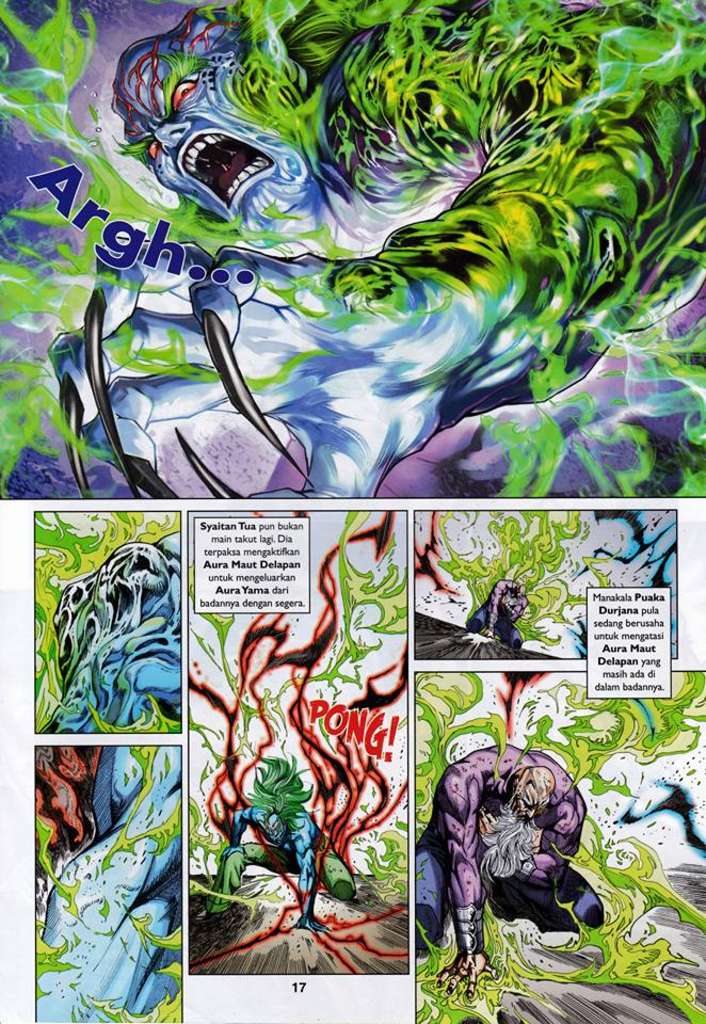 Argh...
Syaitan Tua pun bukan
main takut lagi. Dia
terpaksa mengaktifkan
Aura Maut Delapan
untuk mengeluarkan
Aura Yama dari
badannya dengan segera.
PONG!
Manakala Puaka
Durjana pula
sedang berusaha
untuk mengatasi
Aura Maut
Delapan yang
masih ada di
dalam badannya.
17